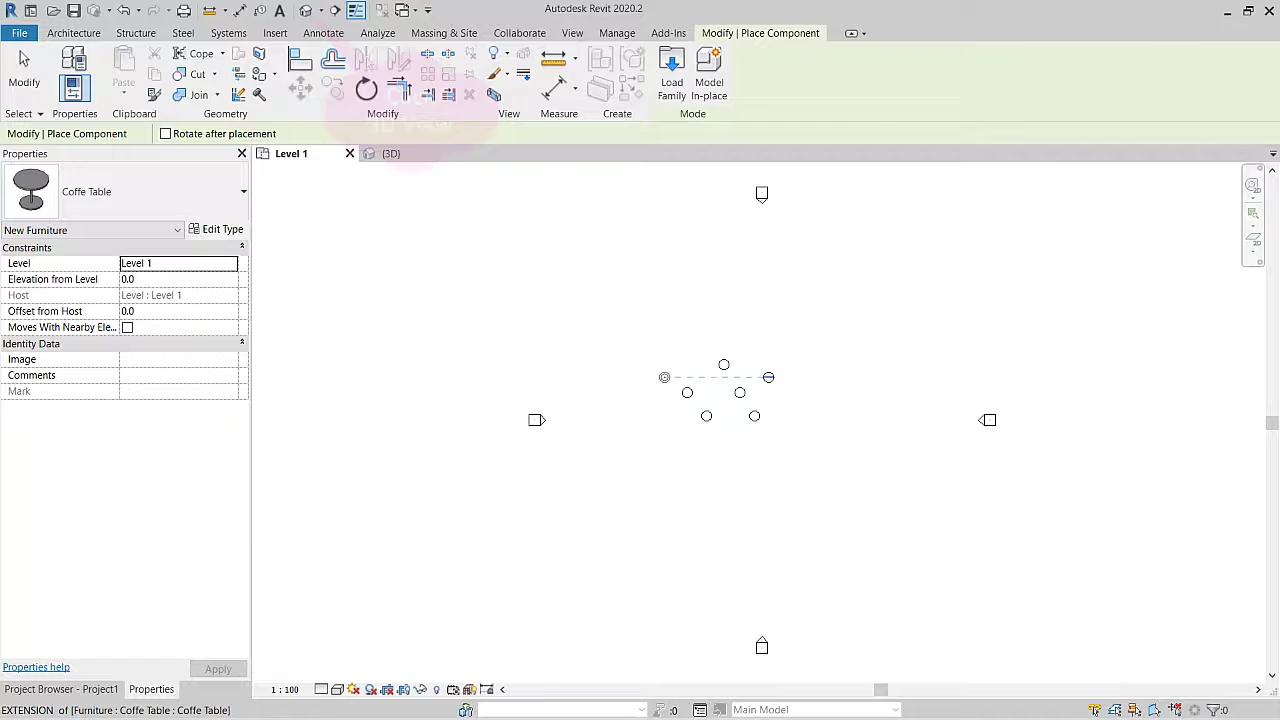 Autodesk Revit 2020.2
File Architecture Structure Steel Systems Insert Annotate Analyze Massing & Site Collaborate View Manage Add-Ins Modify | Place Component
Modify Paste Cope Cut Join Load Family Model In-place
Select Properties Clipboard Geometry Modify View Measure Create Mode
Modify | Place Component Rotate after placement
Properties
Level 1 (3D)
Coffe Table
New Furniture Edit Type
Constraints
Level Level 1
Elevation from Level 0.0
Host Level : Level 1
Offset from Host 0.0
Moves With Nearby Ele...
Identity Data
Image
Comments
Mark
Properties help Apply
Project Browser - Project1 Properties
1 : 100
EXTENSION of [Furniture : Coffe Table : Coffe Table]
:0
Main Model
:0